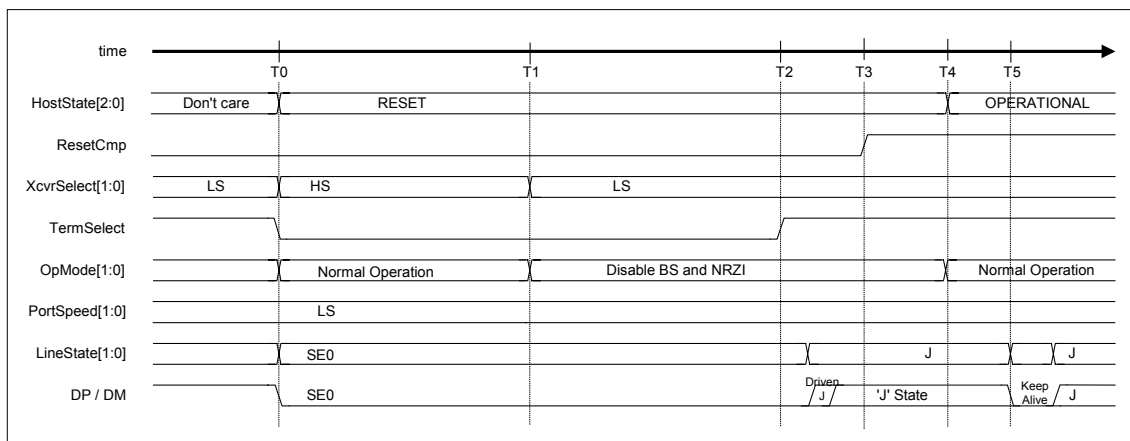 time
T0 T1 T2 T3 T4 T5
HostState[2:0] Don't care RESET OPERATIONAL
ResetCmp
XcvrSelect[1:0] LS HS LS
TermSelect
OpMode[1:0] Normal Operation Disable BS and NRZI Normal Operation
PortSpeed[1:0] LS
LineState[1:0] SE0 J J
DP / DM SE0 Driven J 'J' State Keep Alive J